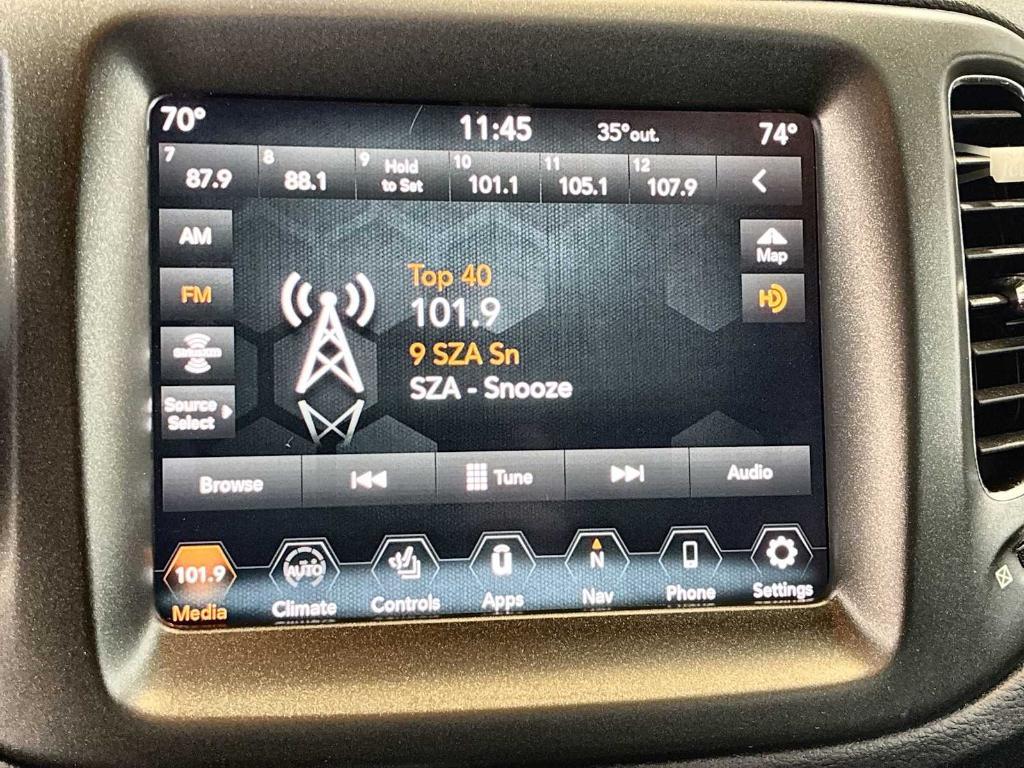 70° 11:45 35°out. 74°
7 8 9 10 11 12
87.9 88.1 Hold to Set 101.1 105.1 107.9
AM
FM
siriusxm
Source
Select
Map
HD
Top 40
101.9
9 SZA Sn
SZA - Snooze
Browse Tune Audio
101.9 AUTO N
Media Climate Controls Apps Nav Phone Settings